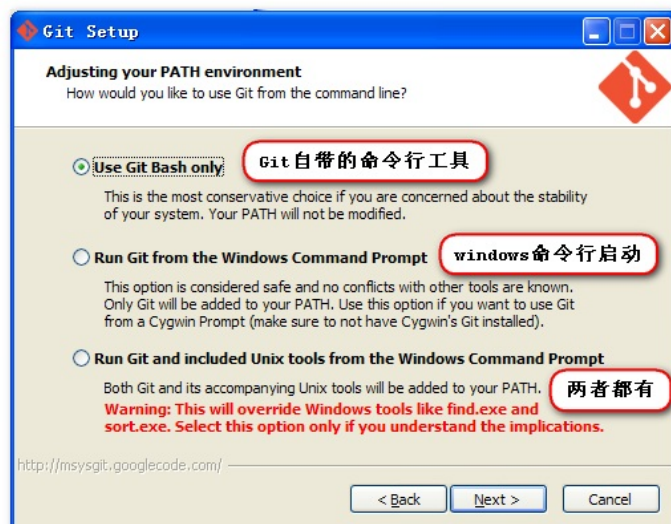 Git Setup
Adjusting your PATH environment
How would you like to use Git from the command line?
Use Git Bash only
Git自带的命令行工具
This is the most conservative choice if you are concerned about the stability
of your system. Your PATH will not be modified.
Run Git from the Windows Command Prompt
windows命令行启动
This option is considered safe and no conflicts with other tools are known.
Only Git will be added to your PATH. Use this option if you want to use Git
from a Cygwin Prompt (make sure to not have Cygwin's Git installed).
Run Git and included Unix tools from the Windows Command Prompt
Both Git and its accompanying Unix tools will be added to your PATH.
两者都有
Warning: This will override Windows tools like find.exe and
sort.exe. Select this option only if you understand the implications.
http://msysgit.googlecode.com/
< Back
Next >
Cancel